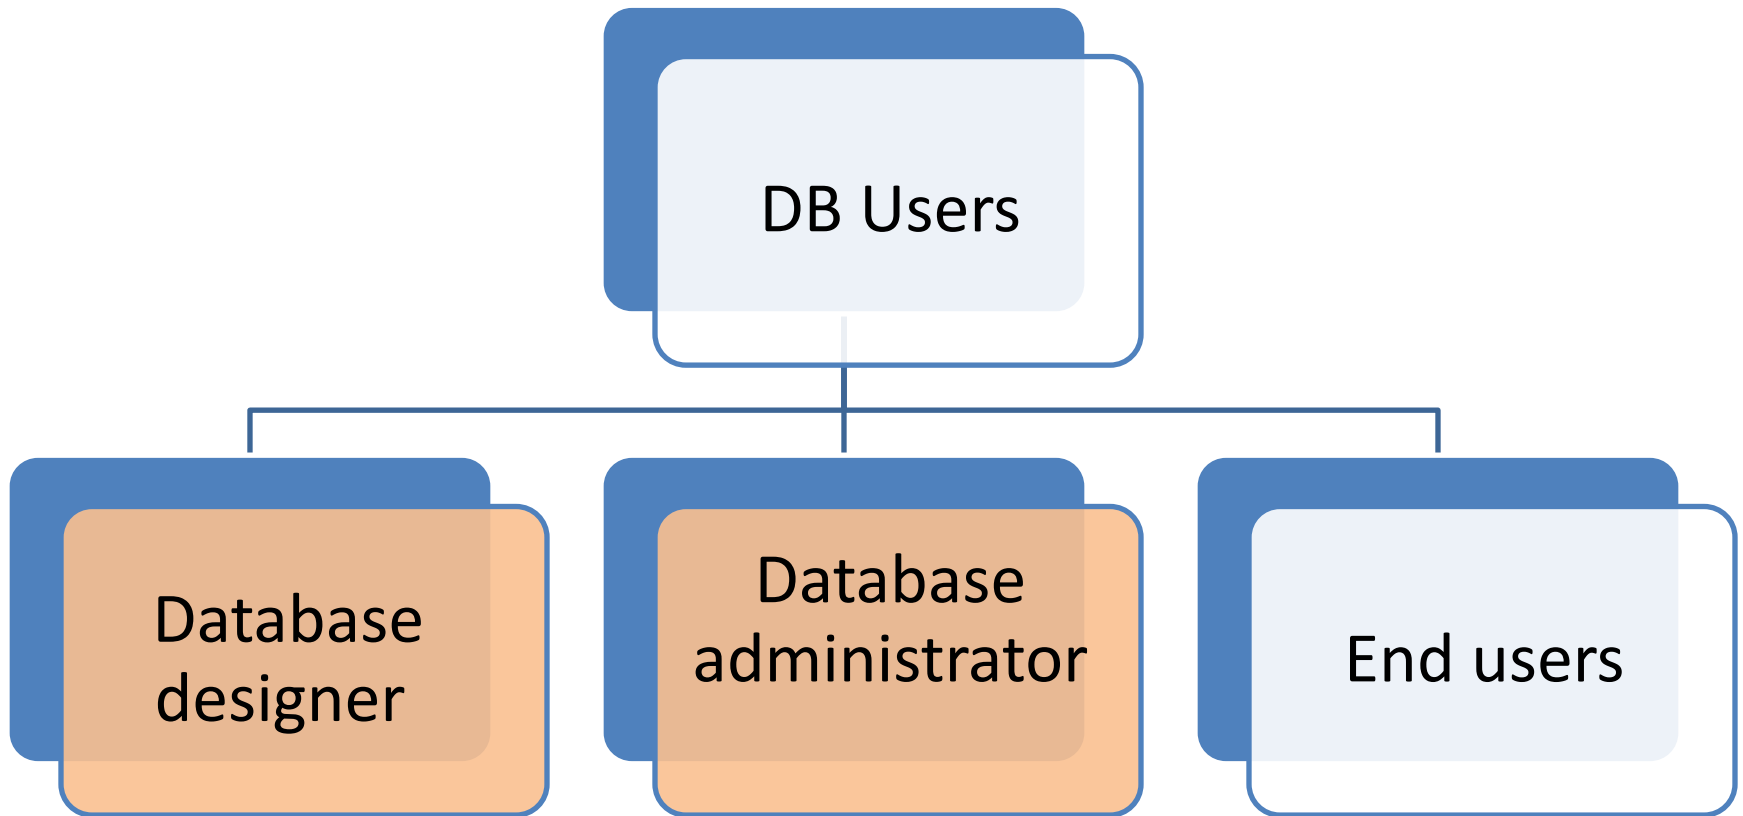 DB Users
Database
designer
Database
administrator
End users